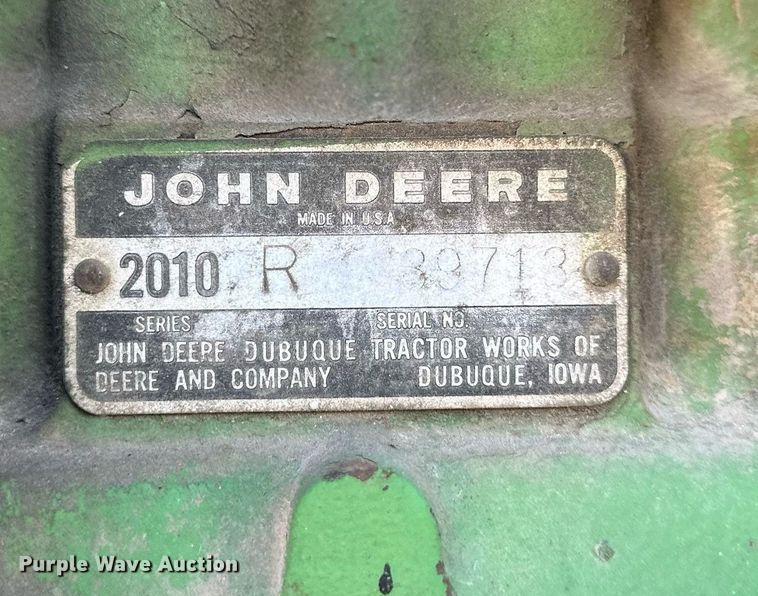 JOHN DEERE
MADE IN U.S.A.
2010 R 39713
SERIES SERIAL NO.
JOHN DEERE DUBUQUE TRACTOR WORKS OF
DEERE AND COMPANY DUBUQUE, IOWA
Purple Wave Auction